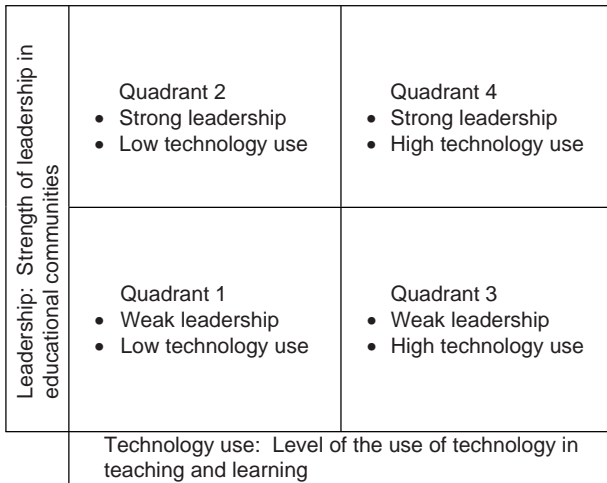 Leadership: Strength of leadership in
educational communities
Quadrant 2
• Strong leadership
• Low technology use
Quadrant 4
• Strong leadership
• High technology use
Quadrant 1
• Weak leadership
• Low technology use
Quadrant 3
• Weak leadership
• High technology use
Technology use: Level of the use of technology in
teaching and learning